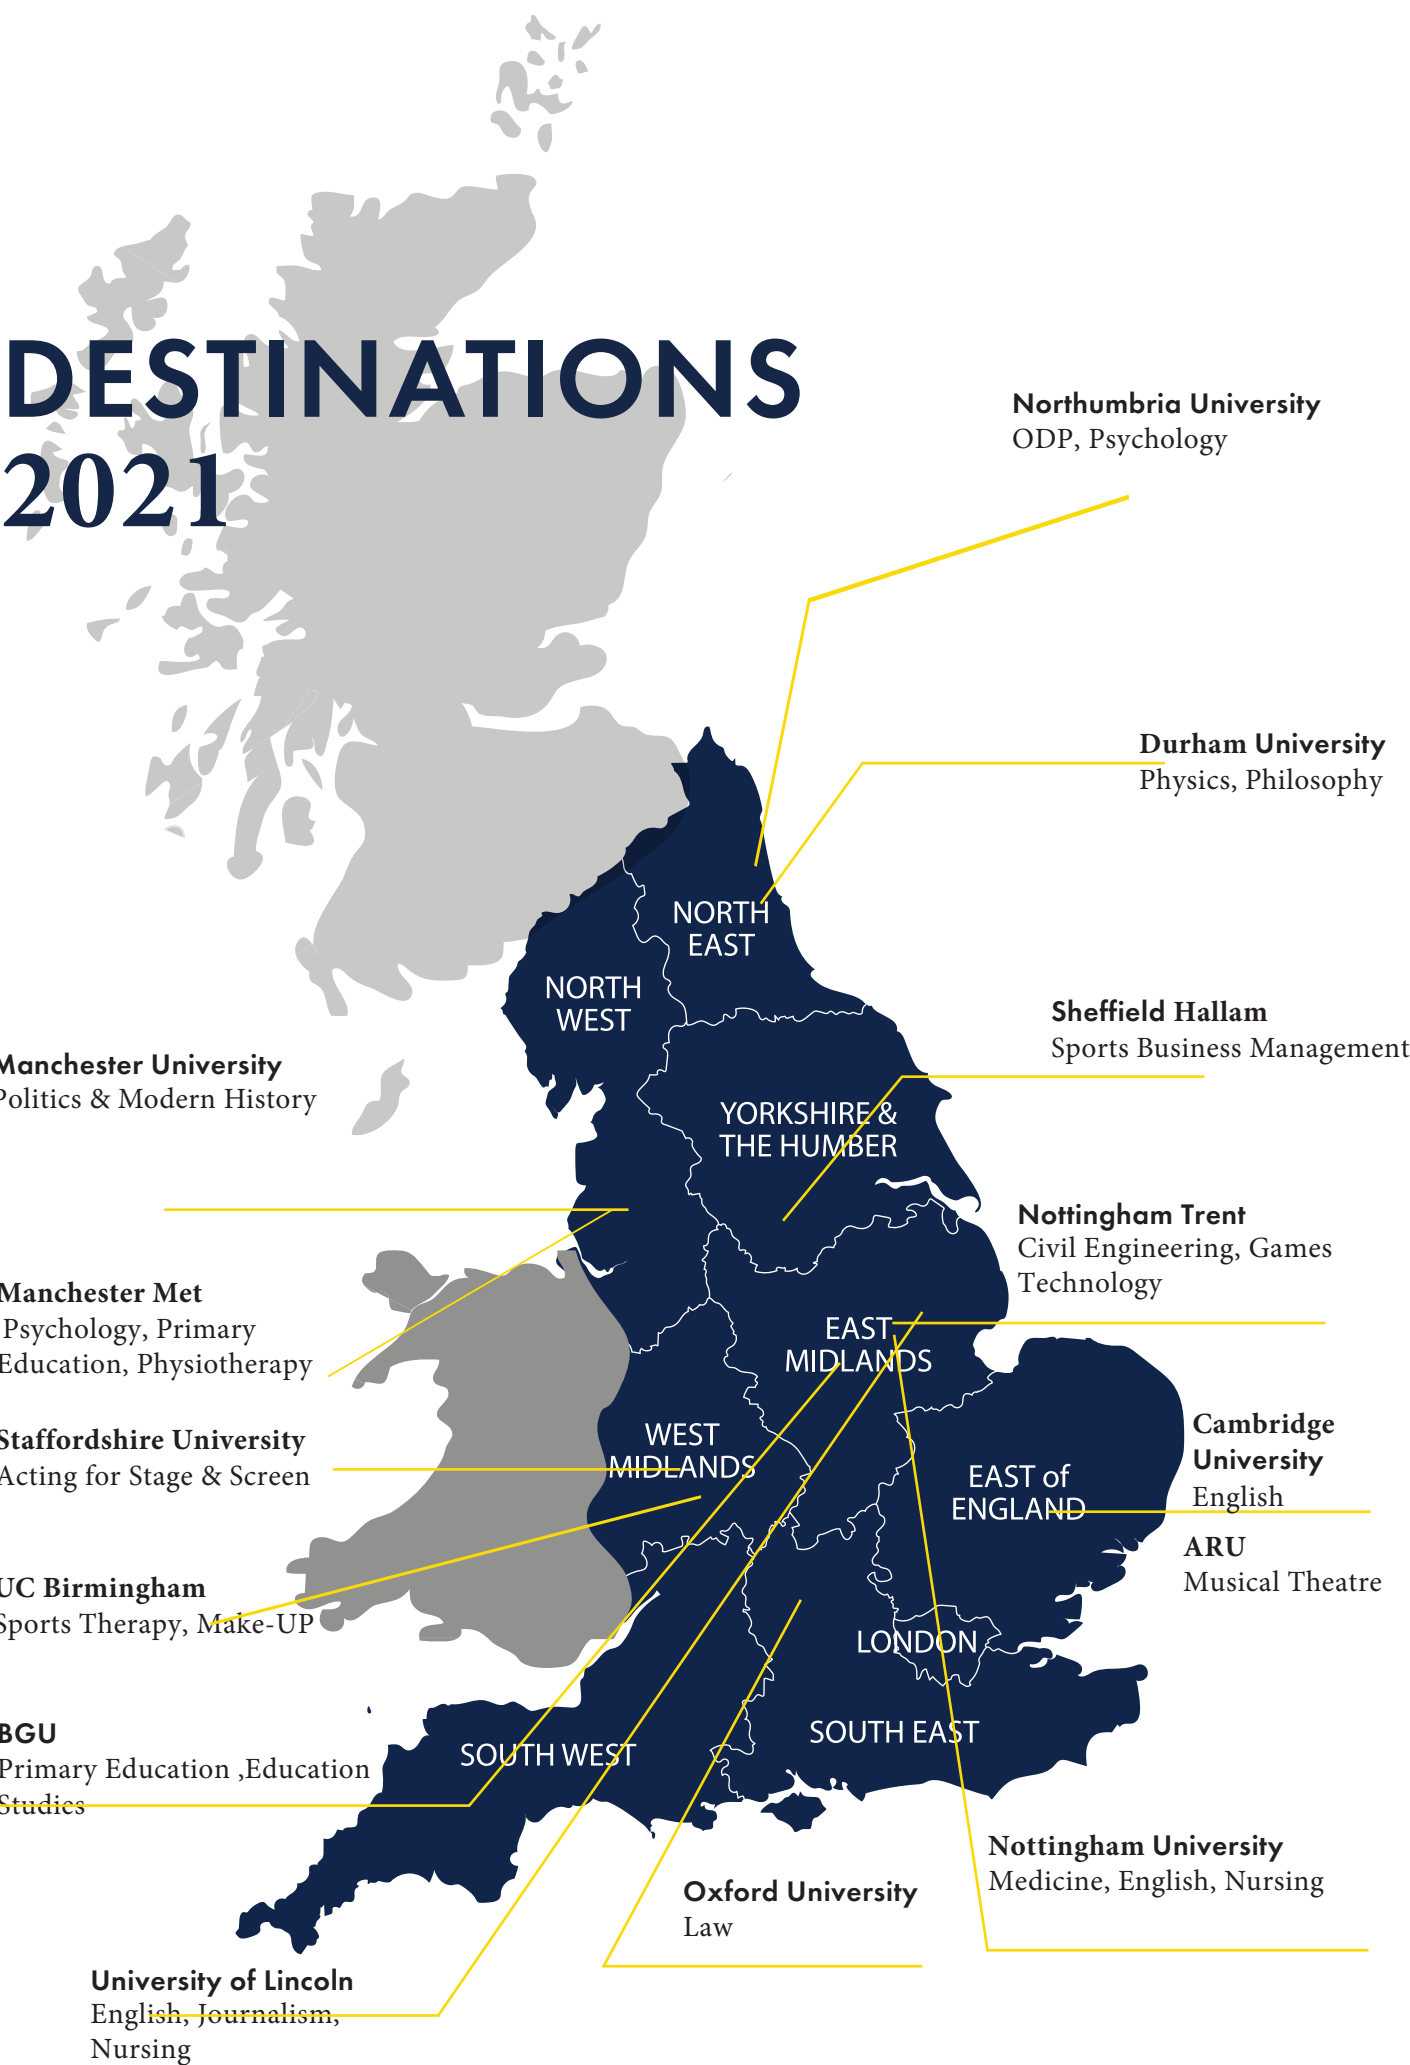 DESTINATIONS
2021
Northumbria University
ODP, Psychology
Durham University
Physics, Philosophy
NORTH
EAST
NORTH
WEST
Sheffield Hallam
Sports Business Management
Manchester University
Politics & Modern History
YORKSHIRE &
THE HUMBER
Nottingham Trent
Civil Engineering, Games
Technology
Manchester Met
Psychology, Primary
Education, Physiotherapy
EAST
MIDLANDS
Staffordshire University
Acting for Stage & Screen
WEST
MIDLANDS
Cambridge
University
English
EAST of
ENGLAND
ARU
Musical Theatre
UC Birmingham
Sports Therapy, Make-UP
LONDON
BGU
Primary Education ,Education
Studies
SOUTH WEST
SOUTH EAST
Nottingham University
Medicine, English, Nursing
Oxford University
Law
University of Lincoln
English, Journalism,
Nursing